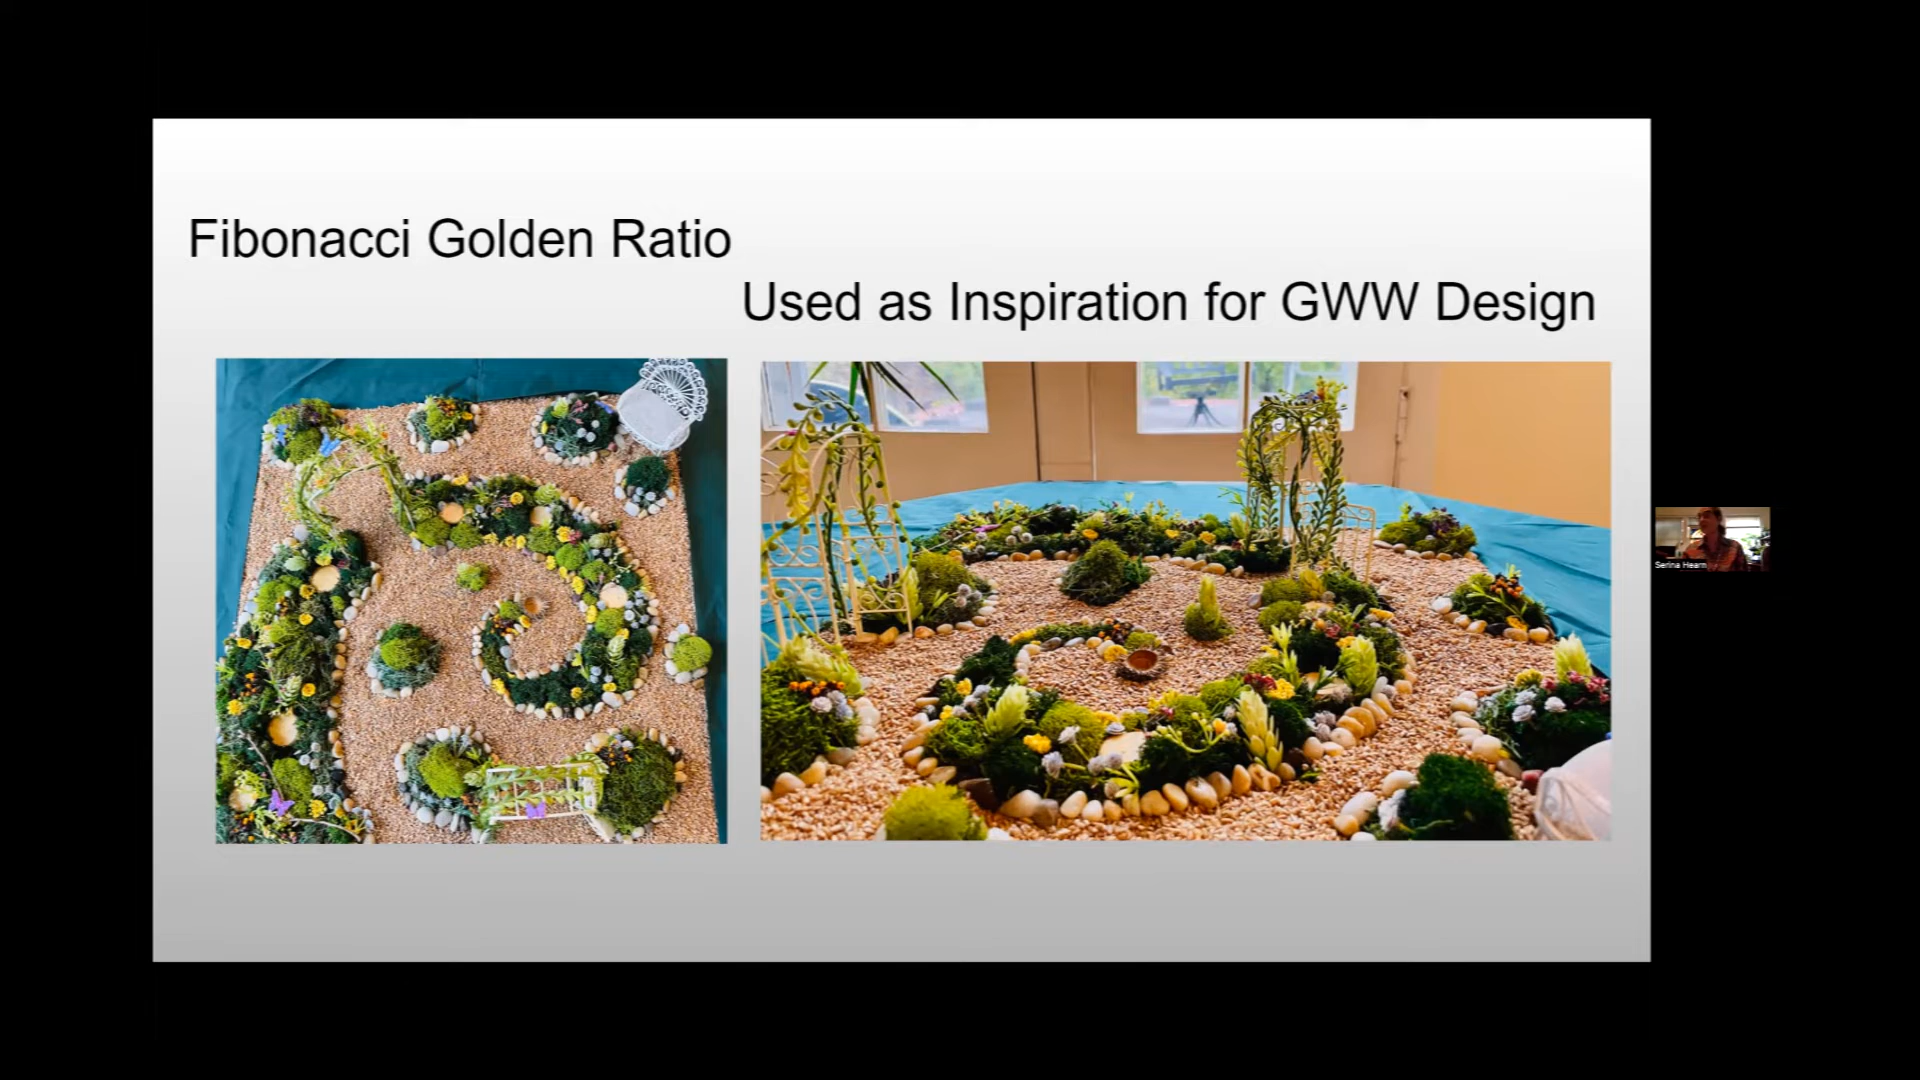 Fibonacci Golden Ratio
Used as Inspiration for GWW Design
Serina Hearn